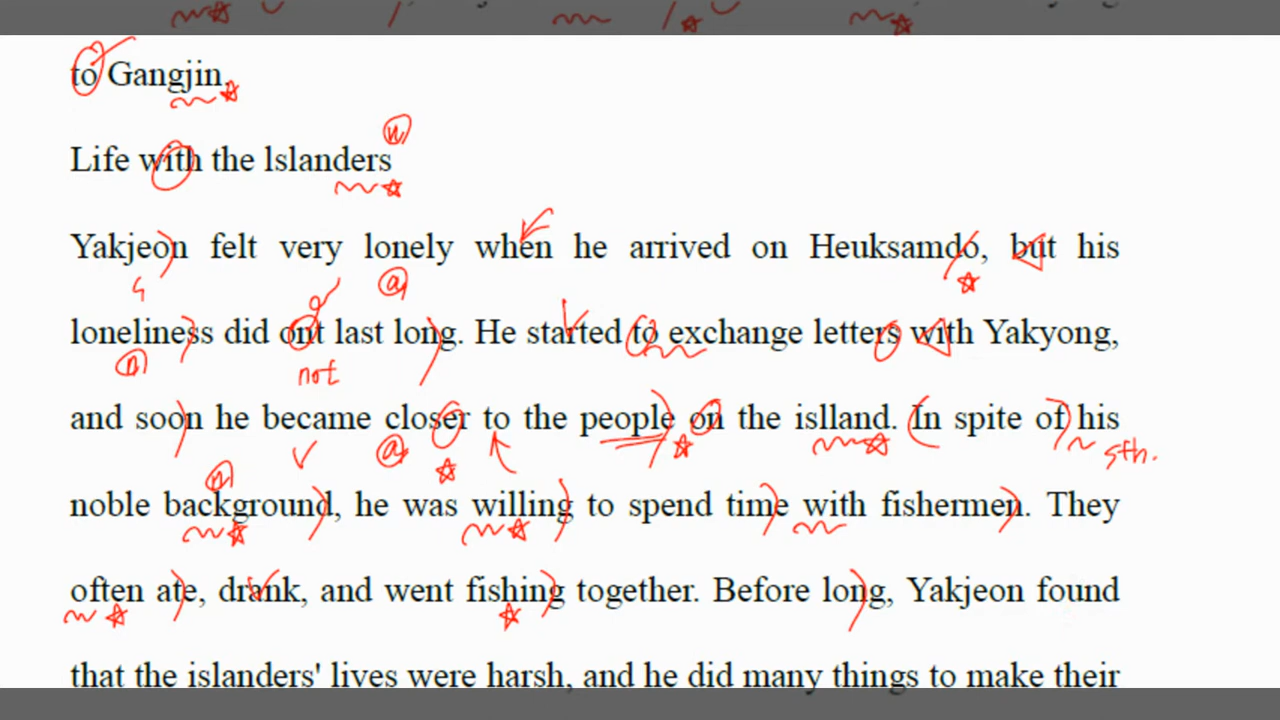 to Gangjin.
Life with the lslanders
Yakjeon felt very lonely when he arrived on Heuksamdo, but his
loneliness did ont last long. He started to exchange letters with Yakyong,
not
and soon he became closer to the people on the islland. In spite of his
sth.
noble background, he was willing to spend time with fishermen. They
often ate, drank, and went fishing together. Before long, Yakjeon found
that the islanders' lives were harsh, and he did many things to make their